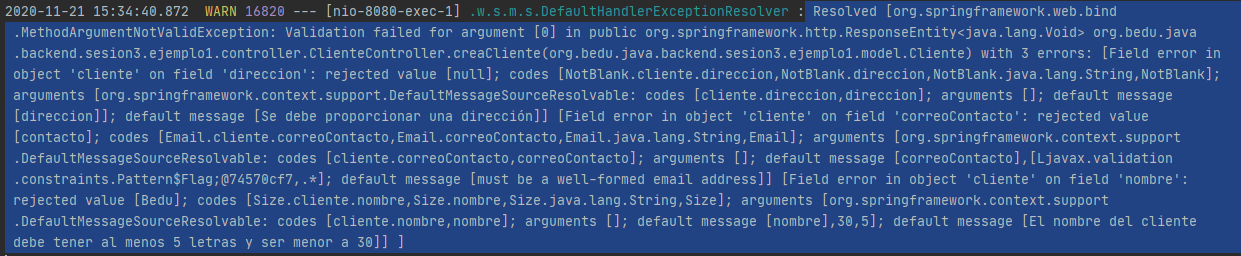 2020-11-21 15:34:40.872  WARN 16820 --- [nio-8080-exec-1] .w.s.m.s.DefaultHandlerExceptionResolver : Resolved [org.springframework.web.bind
.MethodArgumentNotValidException: Validation failed for argument [0] in public org.springframework.http.ResponseEntity<java.lang.Void> org.bedu.java
.backend.sesion3.ejemplo1.controller.ClienteController.creaCliente(org.bedu.java.backend.sesion3.ejemplo1.model.Cliente) with 3 errors: [Field error in
object 'cliente' on field 'direccion': rejected value [null]; codes [NotBlank.cliente.direccion,NotBlank.direccion,NotBlank.java.lang.String,NotBlank];
arguments [org.springframework.context.support.DefaultMessageSourceResolvable: codes [cliente.direccion,direccion]; arguments []; default message
[direccion]]; default message [Se debe proporcionar una dirección]] [Field error in object 'cliente' on field 'correoContacto': rejected value
[contacto]; codes [Email.cliente.correoContacto,Email.correoContacto,Email.java.lang.String,Email]; arguments [org.springframework.context.support
.DefaultMessageSourceResolvable: codes [cliente.correoContacto,correoContacto]; arguments []; default message [correoContacto],[Ljavax.validation
.constraints.Pattern$Flag;@74570cf7,.*]; default message [must be a well-formed email address]] [Field error in object 'cliente' on field 'nombre':
rejected value [Bedu]; codes [Size.cliente.nombre,Size.nombre,Size.java.lang.String,Size]; arguments [org.springframework.context.support
.DefaultMessageSourceResolvable: codes [cliente.nombre,nombre]; arguments []; default message [nombre],30,5]; default message [El nombre del cliente
debe tener al menos 5 letras y ser menor a 30]] ]